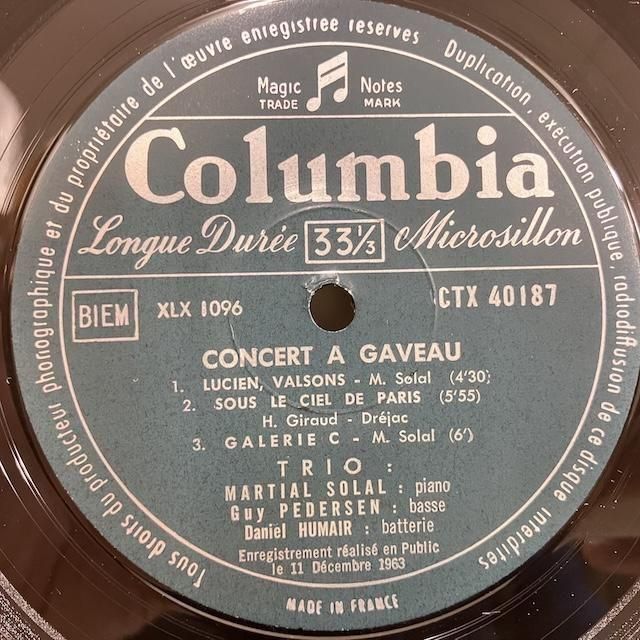 Tous droits du producteur phonographique et du propriétaire de l'œuvre enregistrée réservés Duplication, exécution publique, radiodiffusion de ce disque interdites
Magic Notes
TRADE MARK
Columbia
Longue Durée 33⅓ Microsillon
BIEM XLX 1096 CTX 40187
CONCERT A GAVEAU
1. LUCIEN, VALSONS - M. Solal (4'30)
2. SOUS LE CIEL DE PARIS (5'55)
H. Giraud - Dréjac
3. GALERIE C - M. Solal (6')
TRIO :
MARTIAL SOLAL : piano
Guy PEDERSEN : basse
Daniel HUMAIR : batterie
Enregistrement réalisé en Public
le 11 Décembre 1963
MADE IN FRANCE